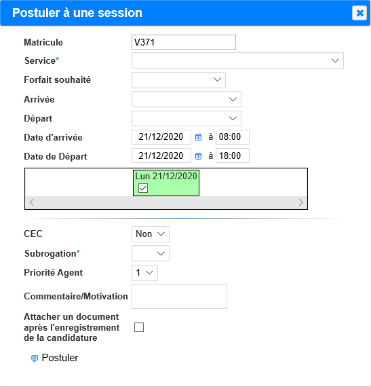 Postuler à une session
Matricule V371
Service*
Forfait souhaité
Arrivée
Départ
Date d'arrivée 21/12/2020 à 08:00
Date de Départ 21/12/2020 à 18:00
Lun 21/12/2020
CEC Non
Subrogation*
Priorité Agent 1
Commentaire/Motivation
Attacher un document
après l'enregistrement
de la candidature
Postuler